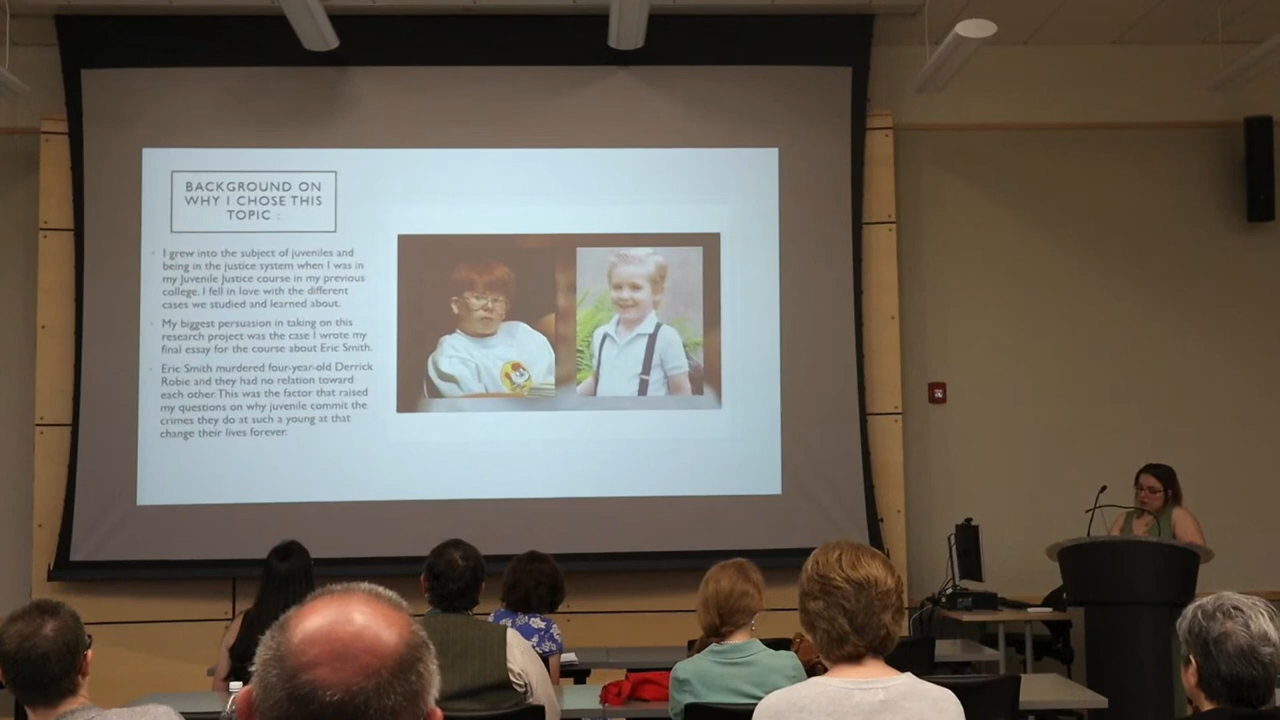 BACKGROUND ON
WHY I CHOSE THIS
TOPIC :
I grew into the subject of juveniles and
being in the justice system when I was in
my Juvenile Justice course in my previous
college. I fell in love with the different
cases we studied and learned about.
My biggest persuasion in taking on this
research project was the case I wrote my
final essay for the course about Eric Smith.
Eric Smith murdered four-year-old Derrick
Robie and they had no relation toward
each other. This was the factor that raised
my questions on why juvenile commit the
crimes they do at such a young at that
change their lives forever.